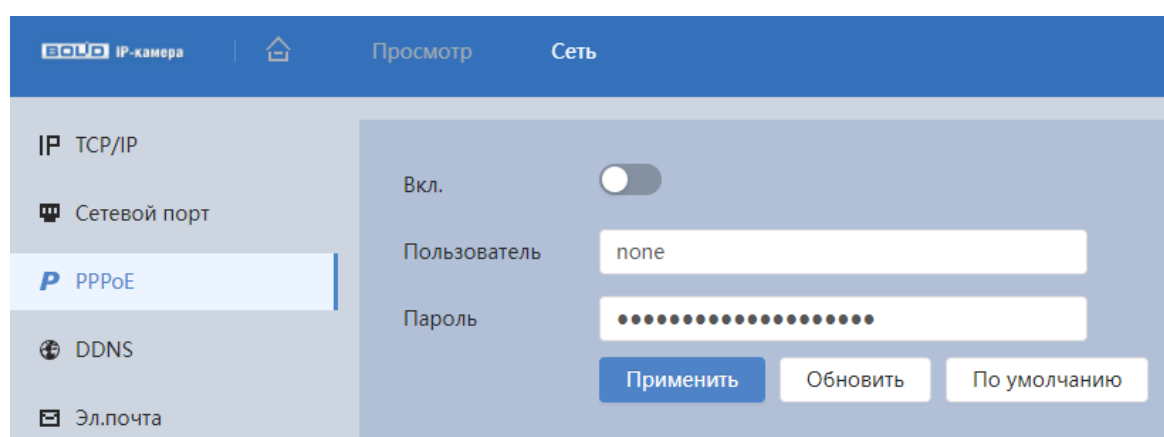 BOLID IP-камера Просмотр Сеть
TCP/IP
Сетевой порт
PPPoE
DDNS
Эл.почта
Вкл.
Пользователь none
Пароль ••••••••••••••••••••
Применить Обновить По умолчанию